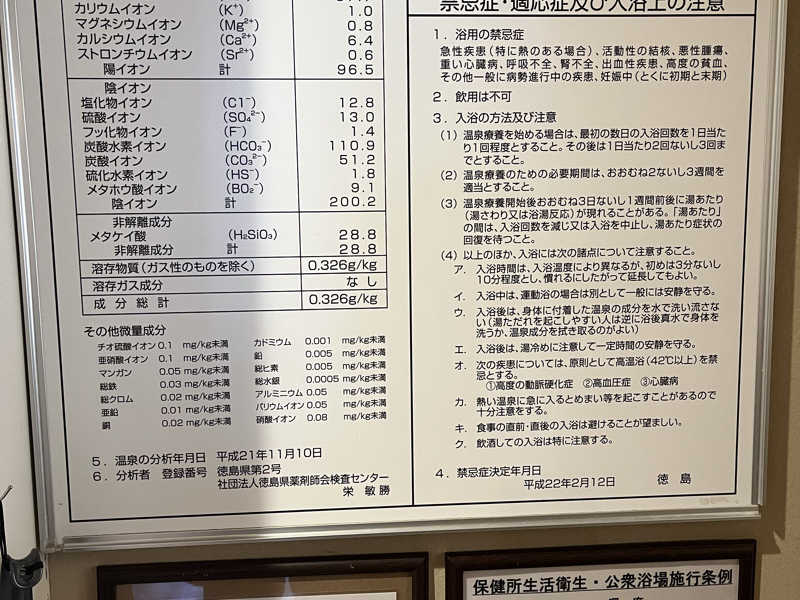 カリウムイオン (K⁺) 1.0
マグネシウムイオン (Mg²⁺) 0.8
カルシウムイオン (Ca²⁺) 6.4
ストロンチウムイオン (Sr²⁺) 0.6
陽イオン 計 96.5
陰イオン
塩化物イオン (C1⁻) 12.8
硫酸イオン (SO₄²⁻) 13.0
フッ化物イオン (F⁻) 1.4
炭酸水素イオン (HCO₃⁻) 110.9
炭酸イオン (CO₃²⁻) 51.2
硫化水素イオン (HS⁻) 1.8
メタホウ酸イオン (BO₂⁻) 9.1
陰イオン 計 200.2
非解離成分
メタケイ酸 (H₂SiO₃) 28.8
非解離成分 計 28.8
溶存物質(ガス性のものを除く) 0.326g/kg
溶存ガス成分 なし
成分総計 0.326g/kg
その他微量成分
チオ硫酸イオン 0.1 mg/kg未満
亜硝酸イオン 0.1 mg/kg未満
マンガン 0.05 mg/kg未満
総鉄 0.03 mg/kg未満
総クロム 0.02 mg/kg未満
亜鉛 0.01 mg/kg未満
銅 0.02 mg/kg未満
カドミウム 0.001 mg/kg未満
鉛 0.005 mg/kg未満
総ヒ素 0.005 mg/kg未満
総水銀 0.0005 mg/kg未満
アルミニウム 0.05 mg/kg未満
バリウムイオン 0.05 mg/kg未満
硝酸イオン 0.08 mg/kg未満
5．温泉の分析年月日 平成21年11月10日
6．分析者 登録番号 徳島県第2号
社団法人徳島県薬剤師会検査センター
栄 敏勝
禁忌症・適応症及び入浴上の注意
1．浴用の禁忌症
急性疾患(特に熱のある場合)、活動性の結核、悪性腫瘍、
重い心臓病、呼吸不全、腎不全、出血性疾患、高度の貧血、
その他一般に病勢進行中の疾患、妊娠中(とくに初期と末期)
2．飲用は不可
3．入浴の方法及び注意
(1) 温泉療養を始める場合は、最初の数日の入浴回数を1日当た
り1回程度とすること。その後は1日当たり2回ないし3回ま
でとすること。
(2) 温泉療養のための必要期間は、おおむね2ないし3週間を
適当とすること。
(3) 温泉療養開始後おおむね3日ないし1週間前後に湯あたり
(湯さわり又は浴湯反応)が現れることがある。「湯あたり」
の間は、入浴回数を減じ又は入浴を中止し、湯あたり症状の
回復を待つこと。
(4) 以上のほか、入浴には次の諸点について注意すること。
ア．入浴時間は、入浴温度により異なるが、初めは3分ないし
10分程度とし、慣れるにしたがって延長してもよい。
イ．入浴中は、運動浴の場合は別として一般には安静を守る。
ウ．入浴後は、身体に付着した温泉の成分を水で洗い流さな
い(湯ただれを起こしやすい人は逆に浴後真水で身体を
洗うか、温泉成分を拭き取るのがよい)
エ．入浴後は、湯冷めに注意して一定時間の安静を守る。
オ．次の疾患については、原則として高温浴(42℃以上)を禁
忌とする。
①高度の動脈硬化症 ②高血圧症 ③心臓病
カ．熱い温泉に急に入るとめまい等を起こすことがあるので
十分注意をする。
キ．食事の直前・直後の入浴は避けることが望ましい。
ク．飲酒しての入浴は特に注意する。
4．禁忌症決定年月日
平成22年2月12日 徳島
保健所生活衛生・公衆浴場施行条例